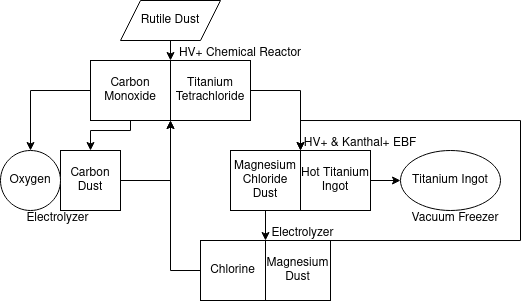 Rutile Dust
HV+ Chemical Reactor
Carbon
Monoxide
Titanium
Tetrachloride
HV+ & Kanthal+ EBF
Oxygen
Carbon
Dust
Electrolyzer
Magnesium
Chloride
Dust
Hot Titanium
Ingot
Titanium Ingot
Vacuum Freezer
Electrolyzer
Chlorine
Magnesium
Dust